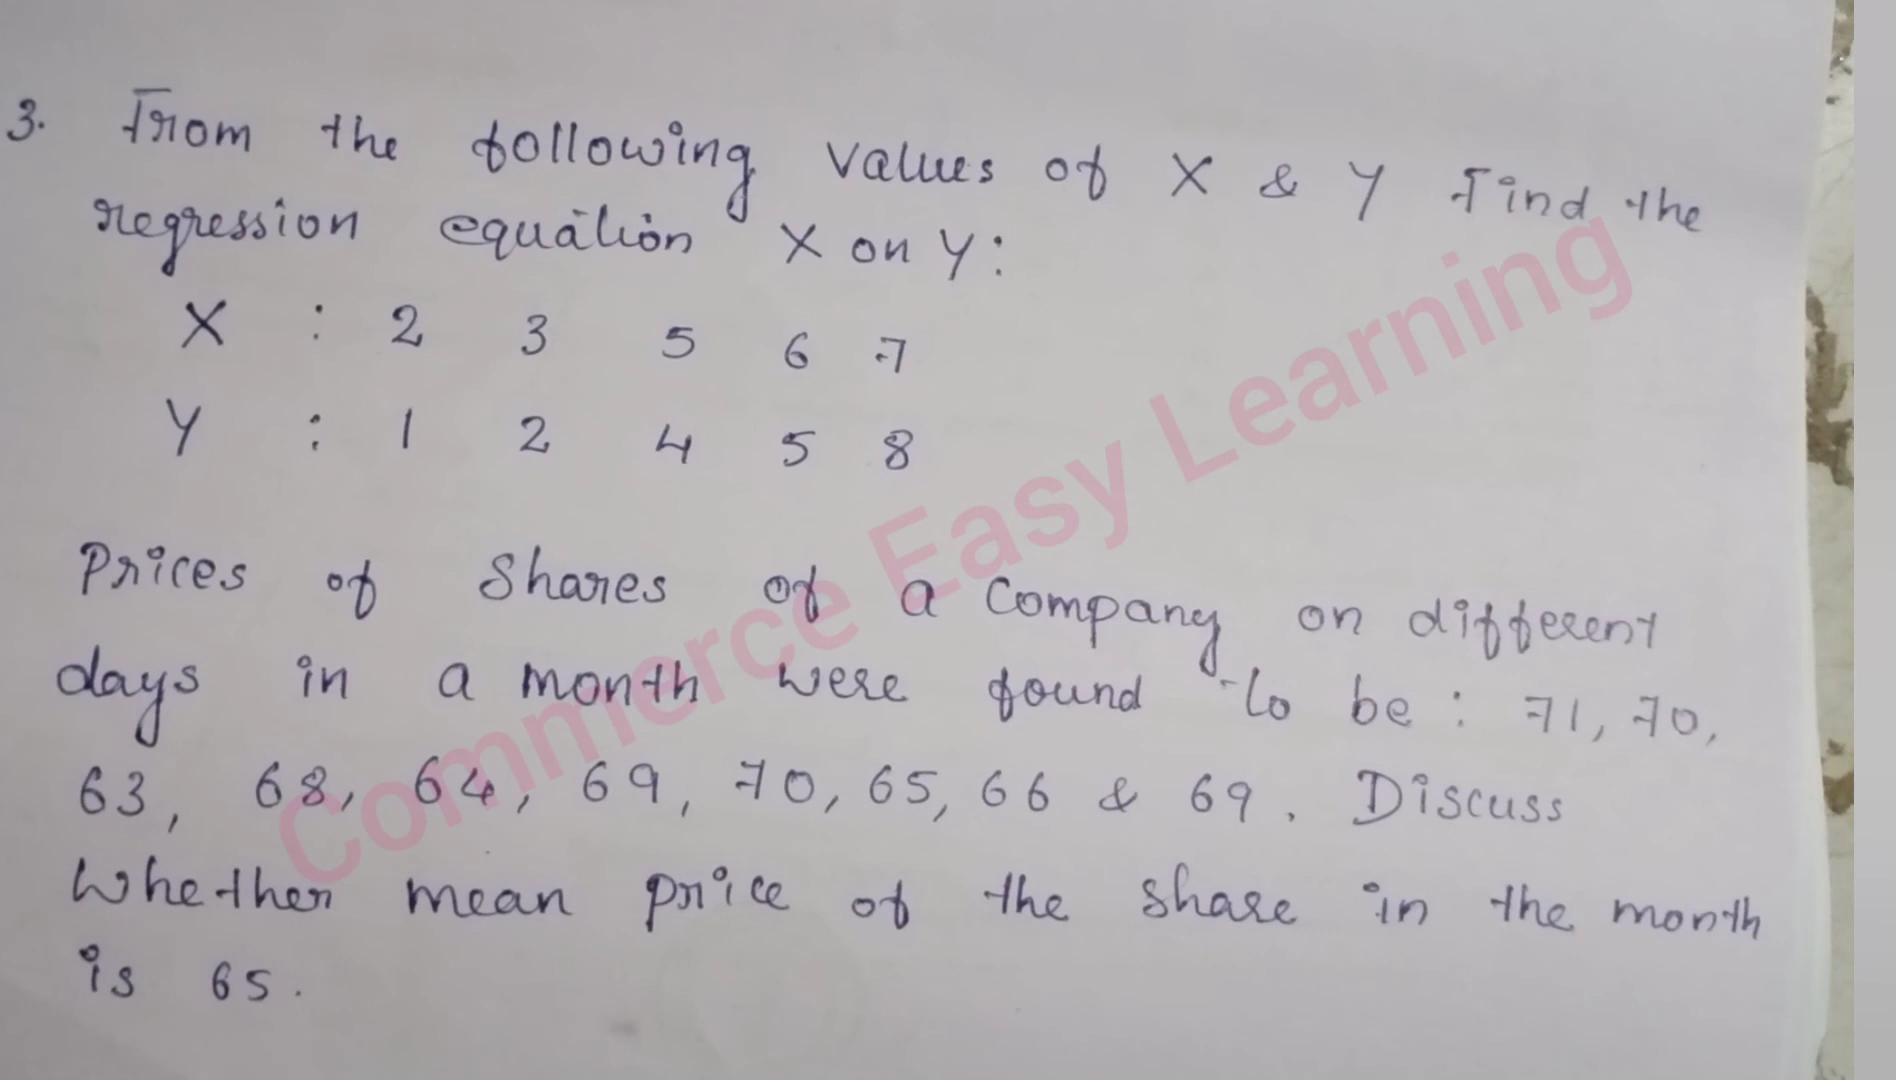 3. From the following values of X & Y Find the
regression equation X on Y:
X : 2 3 5 6 7
Y : 1 2 4 5 8
Prices of Shares of a Company on different
days in a month were found to be : 71, 70,
63, 68, 64, 69, 70, 65, 66 & 69. Discuss
Whether mean price of the share in the month
is 65.
Commerce Easy Learning